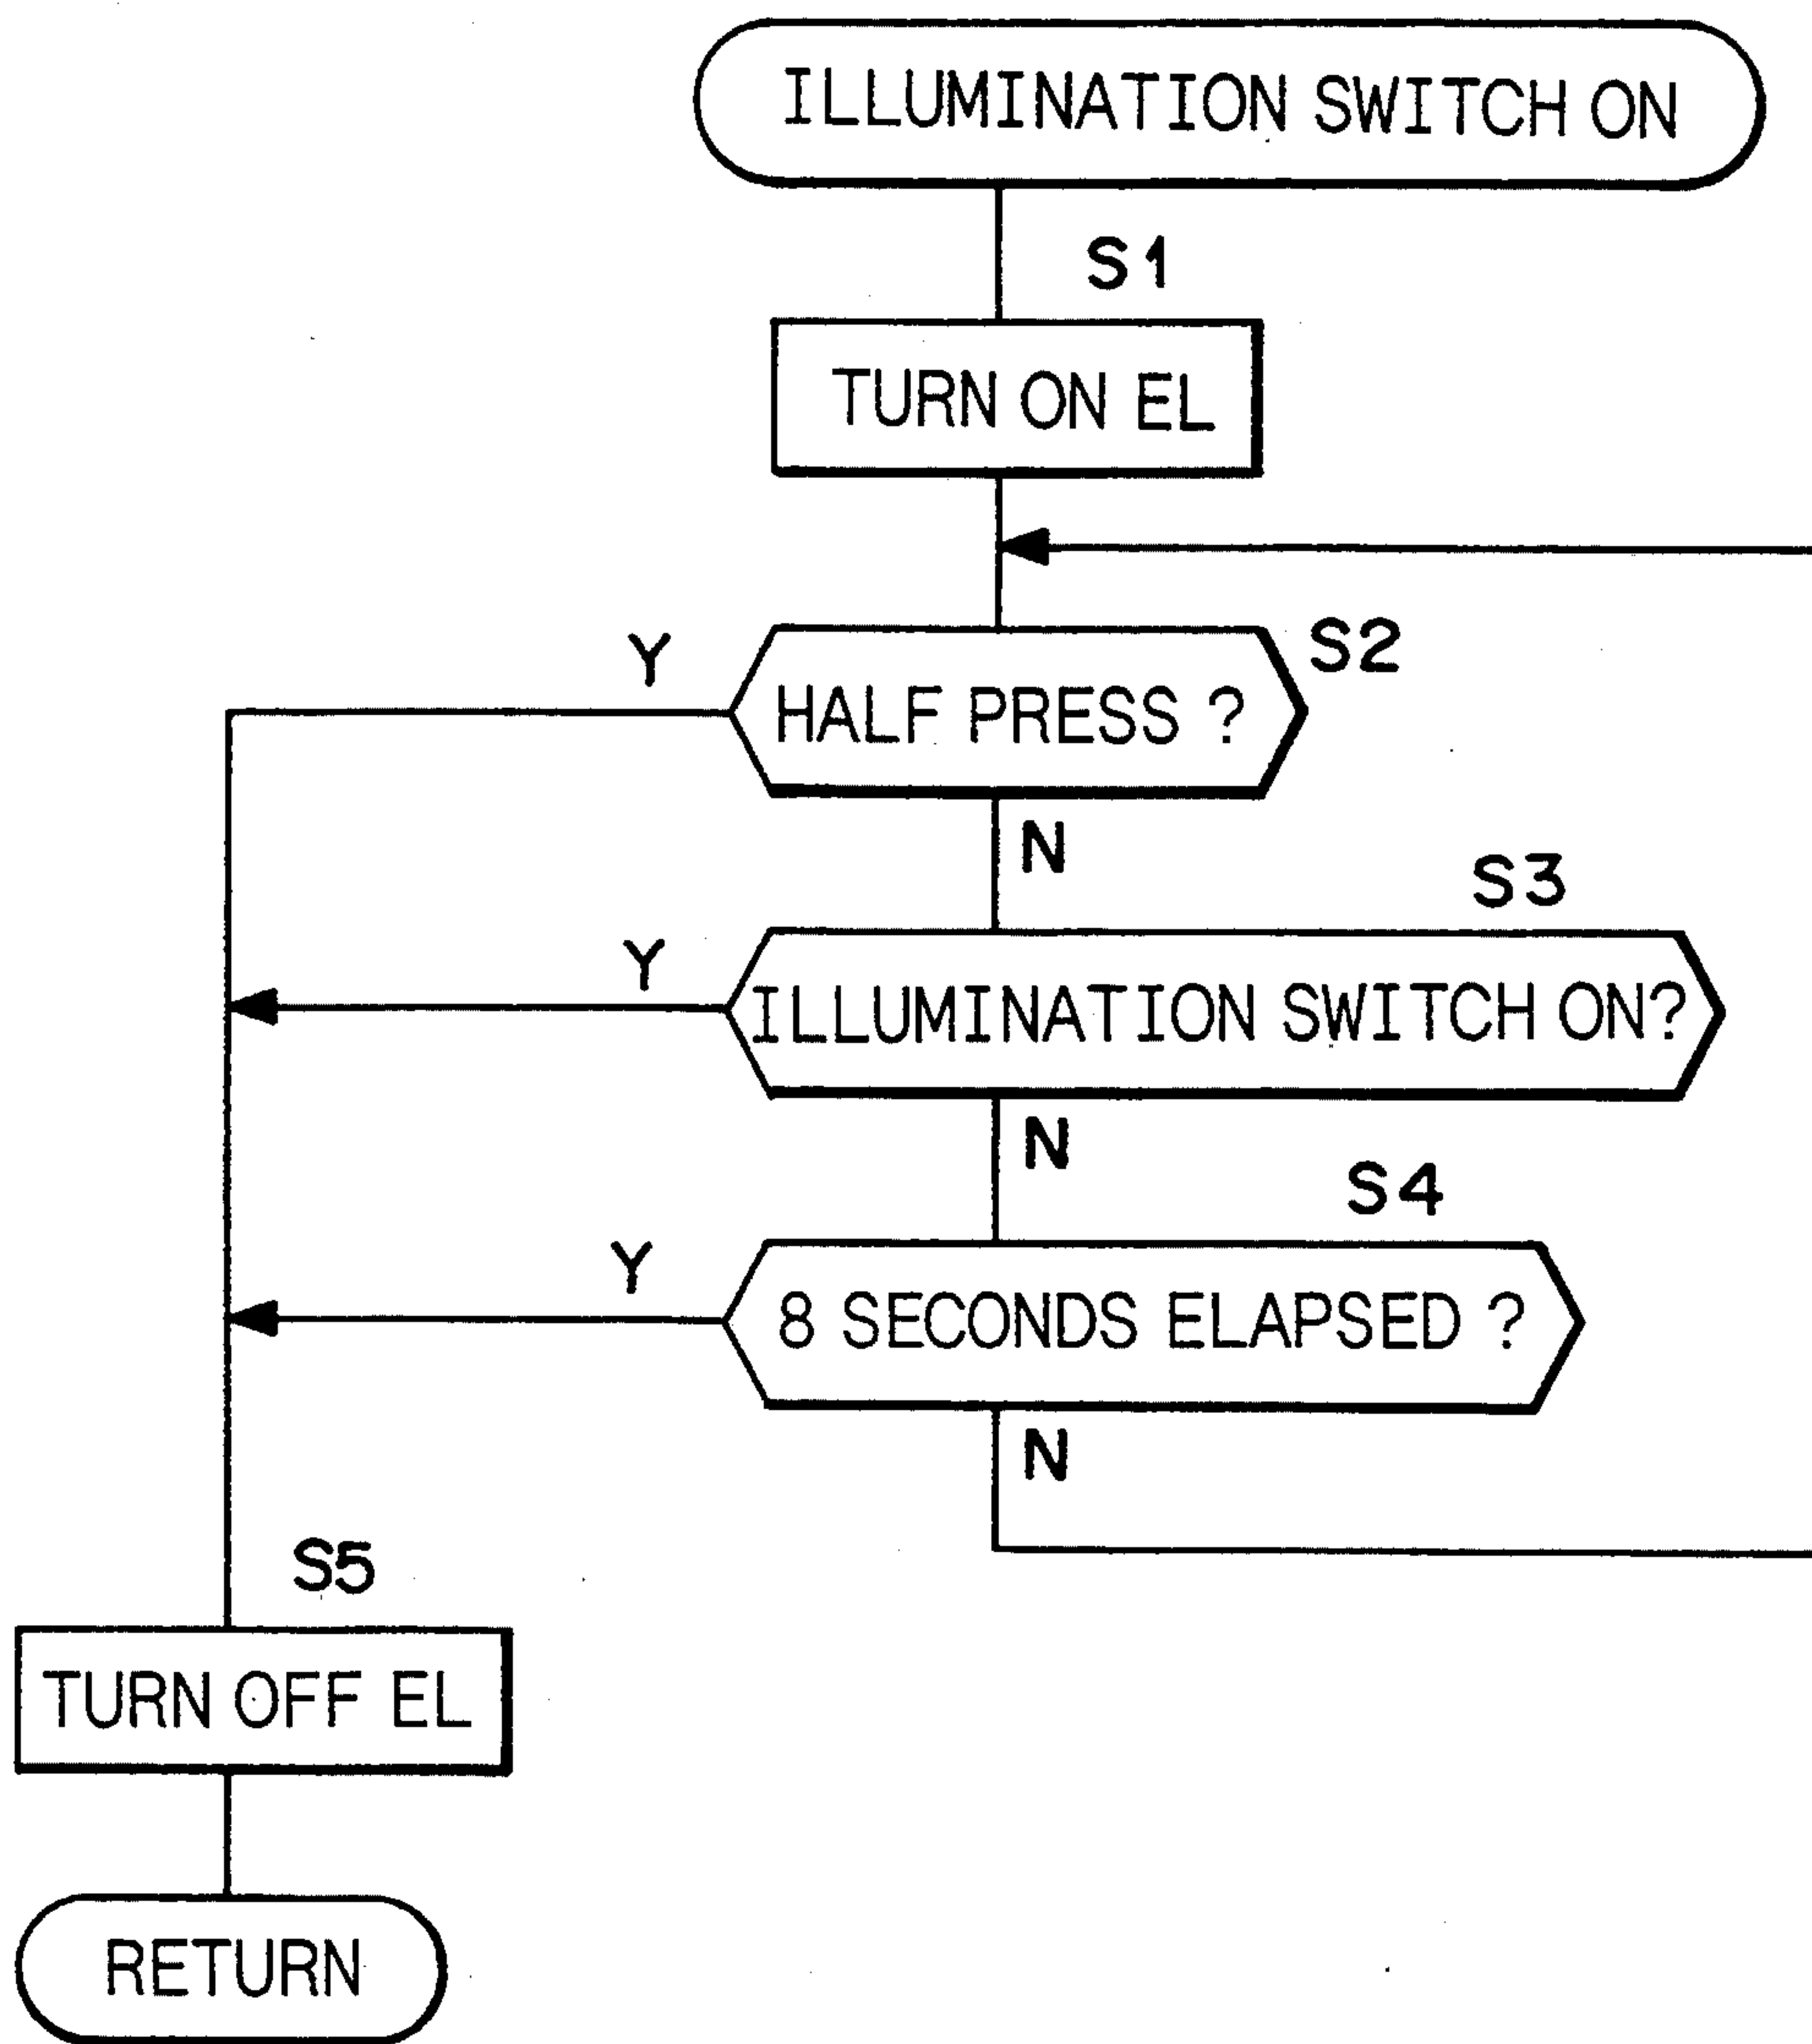 ILLUMINATION SWITCH ON
S1
TURN ON EL
Y
S2
HALF PRESS ?
N
S3
Y
ILLUMINATION SWITCH ON?
N
S4
Y
8 SECONDS ELAPSED ?
N
S5
TURN OFF EL
RETURN